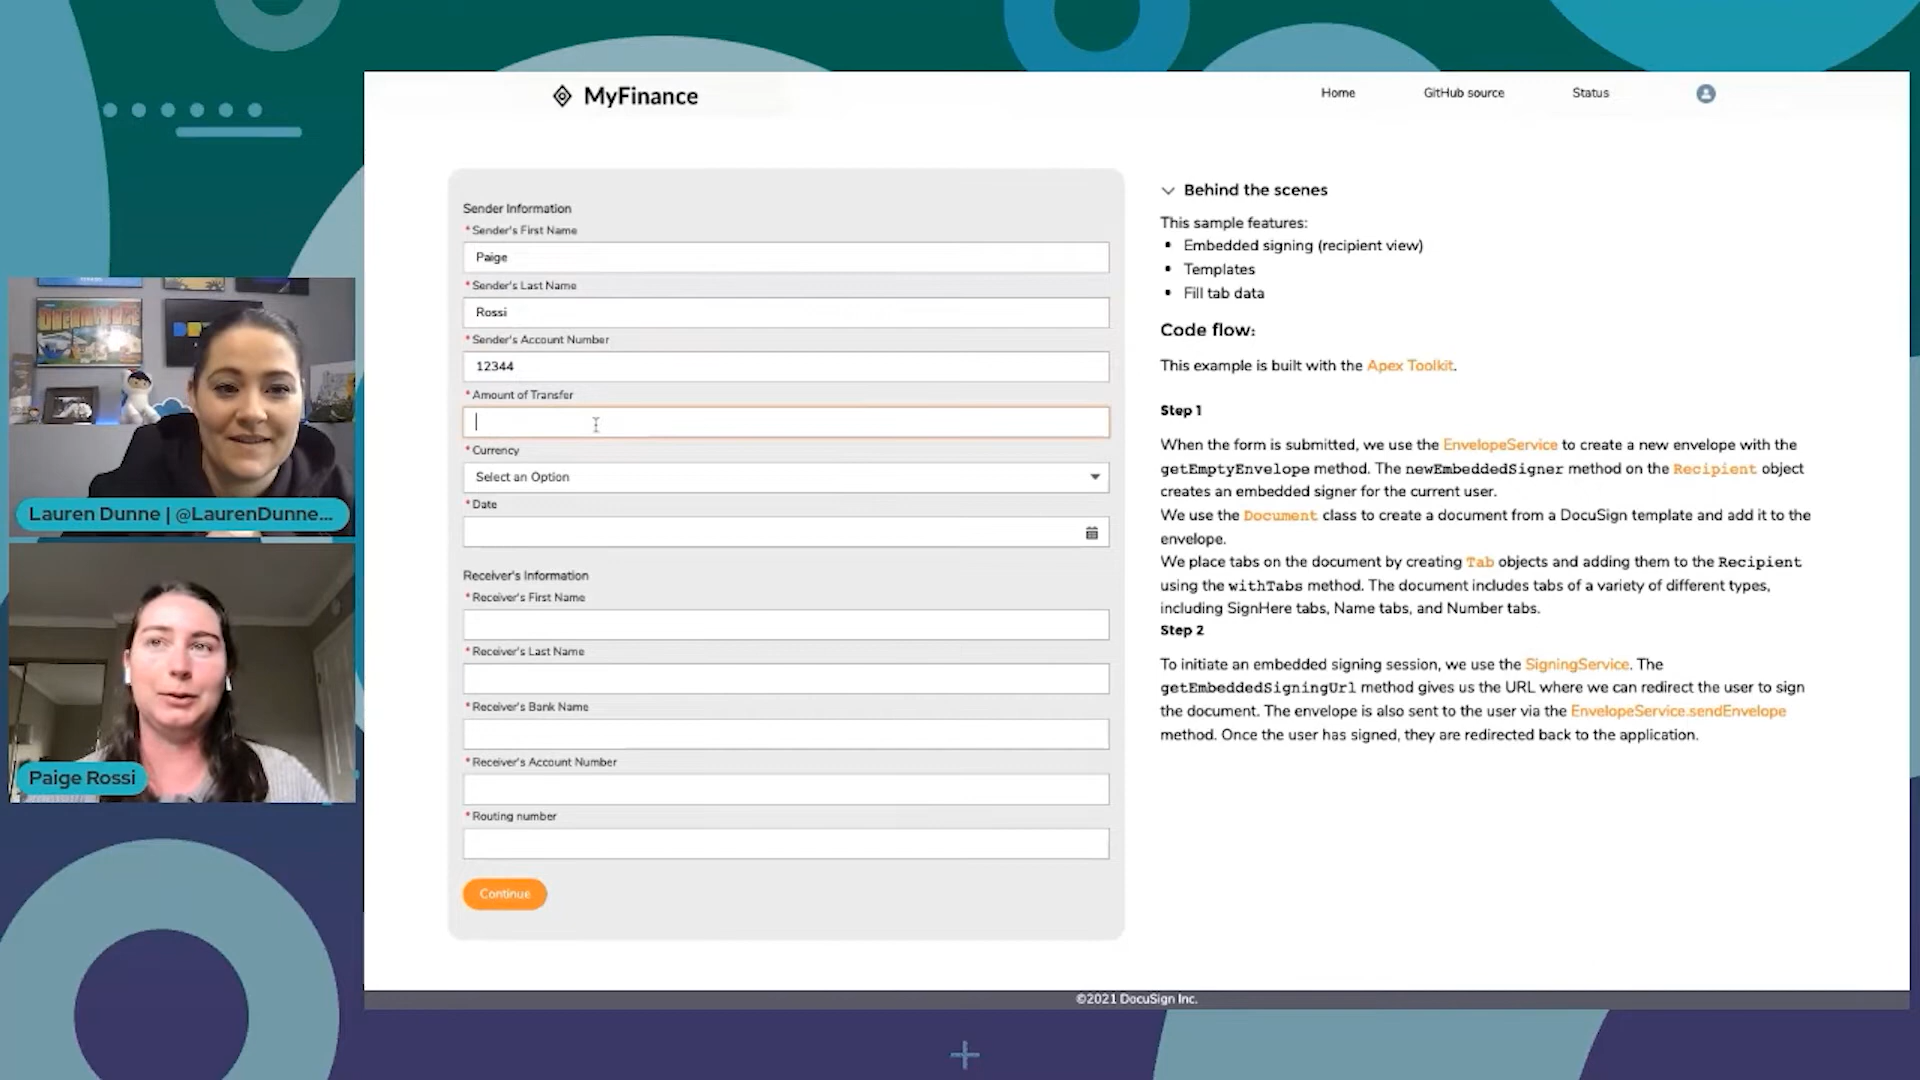 MyFinance
Home
GitHub source
Status
Sender Information
* Sender's First Name
Paige
* Sender's Last Name
Rossi
* Sender's Account Number
12344
* Amount of Transfer
* Currency
Select an Option
* Date
Receiver's Information
* Receiver's First Name
* Receiver's Last Name
* Receiver's Bank Name
* Receiver's Account Number
* Routing number
Continue
Behind the scenes
This sample features:
• Embedded signing (recipient view)
• Templates
• Fill tab data
Code flow:
This example is built with the Apex Toolkit.
Step 1
When the form is submitted, we use the EnvelopeService to create a new envelope with the
getEmptyEnvelope method. The newEmbeddedSigner method on the Recipient object
creates an embedded signer for the current user.
We use the Document class to create a document from a DocuSign template and add it to the
envelope.
We place tabs on the document by creating Tab objects and adding them to the Recipient
using the withTabs method. The document includes tabs of a variety of different types,
including SignHere tabs, Name tabs, and Number tabs.
Step 2
To initiate an embedded signing session, we use the SigningService. The
getEmbeddedSigningUrl method gives us the URL where we can redirect the user to sign
the document. The envelope is also sent to the user via the EnvelopeService.sendEnvelope
method. Once the user has signed, they are redirected back to the application.
©2021 DocuSign Inc.
DREAMFORCE
Lauren Dunne | @LaurenDunne...
Paige Rossi